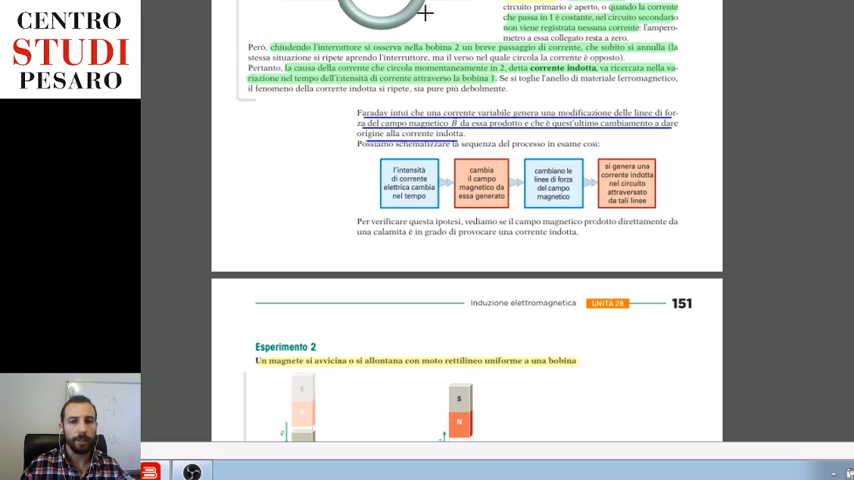 CENTRO
STUDI
PESARO
circuito primario è aperto, o quando la corrente
che passa in 1 è costante, nel circuito secondario
non viene registrata nessuna corrente: l'ampero-
metro a essa collegato resta a zero.
Però, chiudendo l'interruttore si osserva nella bobina 2 un breve passaggio di corrente, che subito si annulla (la
stessa situazione si ripete aprendo l'interruttore, ma il verso nel quale circola la corrente è opposto).
Pertanto, la causa della corrente che circola momentaneamente in 2, detta corrente indotta, va ricercata nella va-
riazione nel tempo dell'intensità di corrente attraverso la bobina 1. Se si toglie l'anello di materiale ferromagnetico,
il fenomeno della corrente indotta si ripete, sia pure più debolmente.
Faraday intuì che una corrente variabile genera una modificazione delle linee di for-
za del campo magnetico B da essa prodotto e che è quest'ultimo cambiamento a dare
origine alla corrente indotta.
Possiamo schematizzare la sequenza del processo in esame così:
l'intensità
di corrente
elettrica cambia
nel tempo
cambia
il campo
magnetico da
essa generato
cambiano le
linee di forza
del campo
magnetico
si genera una
corrente indotta
nel circuito
attraversato
da tali linee
Per verificare questa ipotesi, vediamo se il campo magnetico prodotto direttamente da
una calamita è in grado di provocare una corrente indotta.
Induzione elettromagnetica UNITÀ 28 151
Esperimento 2
Un magnete si avvicina o si allontana con moto rettilineo uniforme a una bobina
S
N
S
N